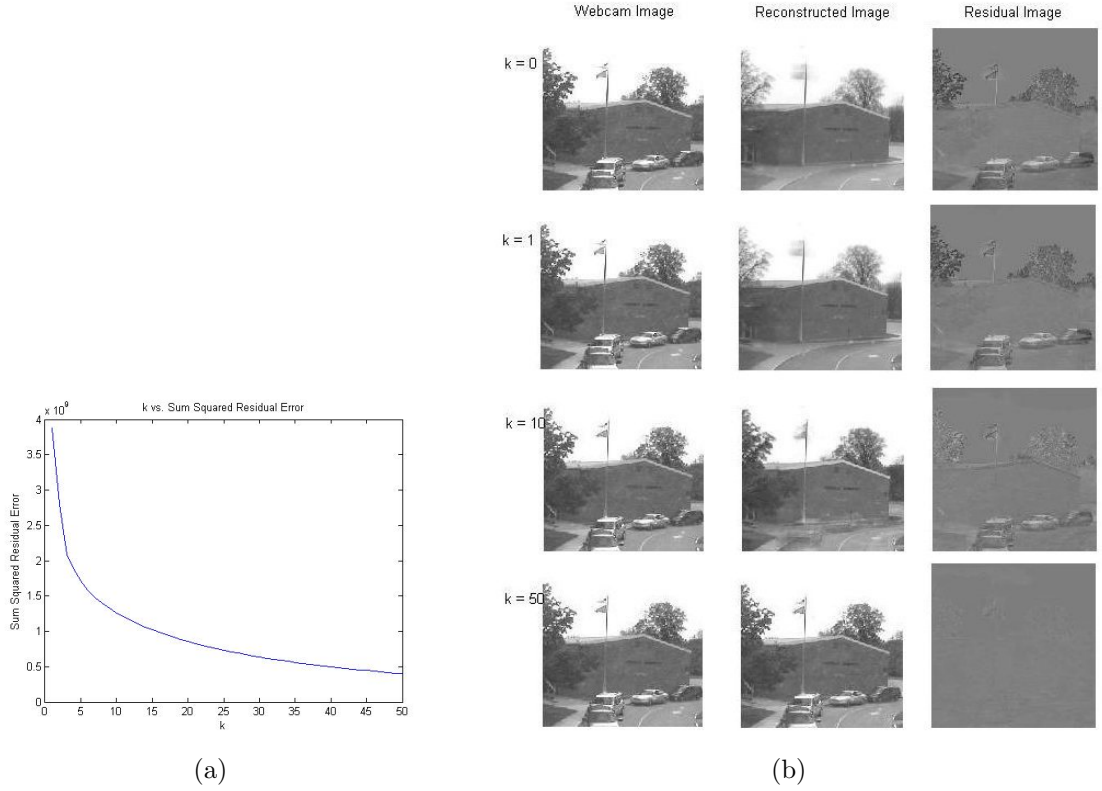 Webcam Image Reconstructed Image Residual Image
k = 0
k = 1
k = 10
k = 50
k vs. Sum Squared Residual Error
x 10^9
Sum Squared Residual Error
4
3.5
3
2.5
2
1.5
1
0.5
0
0 5 10 15 20 25 30 35 40 45 50
k
(a) (b)